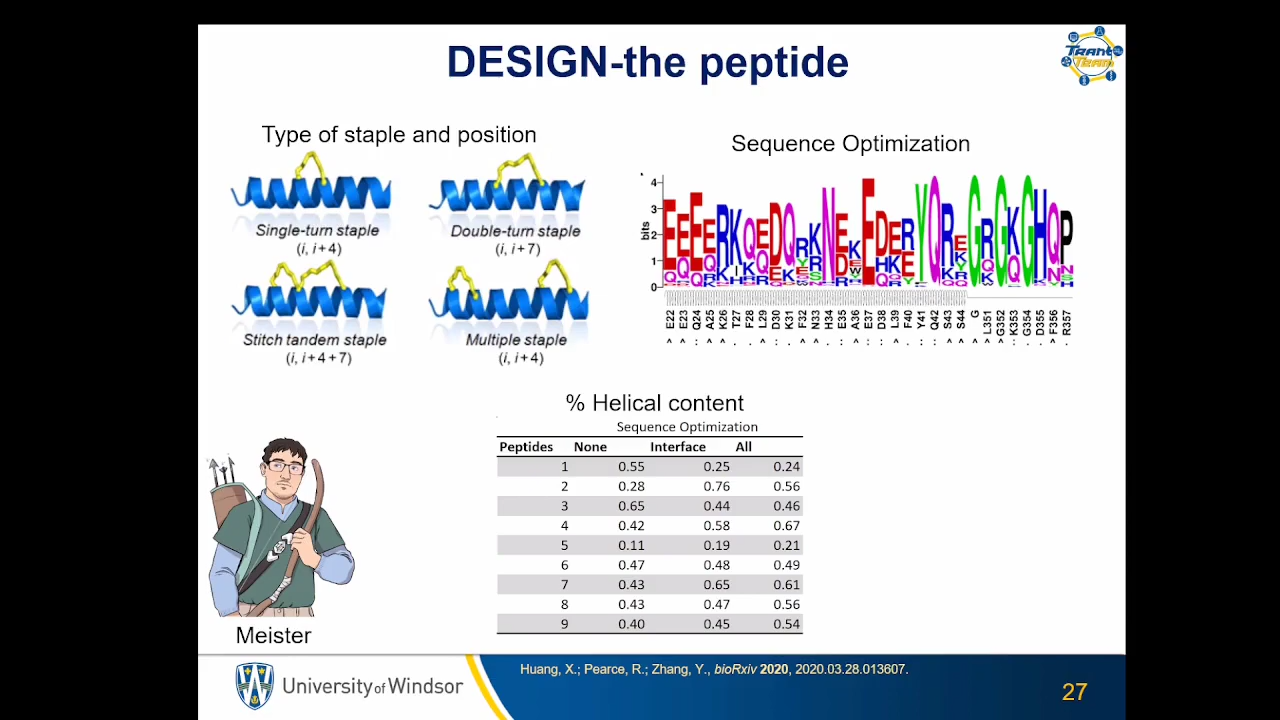 DESIGN-the peptide
TRANT
TEAM
Type of staple and position
Single-turn staple
(i, i+4)
Double-turn staple
(i, i+7)
Stitch tandem staple
(i, i+4+7)
Multiple staple
(i, i+4)
Sequence Optimization
bits
4
3
2
1
0
E22 E23 Q24 A25 K26 T27 F28 L29 D30 K31 F32 N33 H34 E35 A36 E37 D38 L39 F40 Y41 Q42 S43 S44 G L351 G352 K353 G354 D355 F356 R357
% Helical content
Sequence Optimization
Peptides None Interface All
1 0.55 0.25 0.24
2 0.28 0.76 0.56
3 0.65 0.44 0.46
4 0.42 0.58 0.67
5 0.11 0.19 0.21
6 0.47 0.48 0.49
7 0.43 0.65 0.61
8 0.43 0.47 0.56
9 0.40 0.45 0.54
Meister
University of Windsor
Huang, X.; Pearce, R.; Zhang, Y., bioRxiv 2020, 2020.03.28.013607.
27